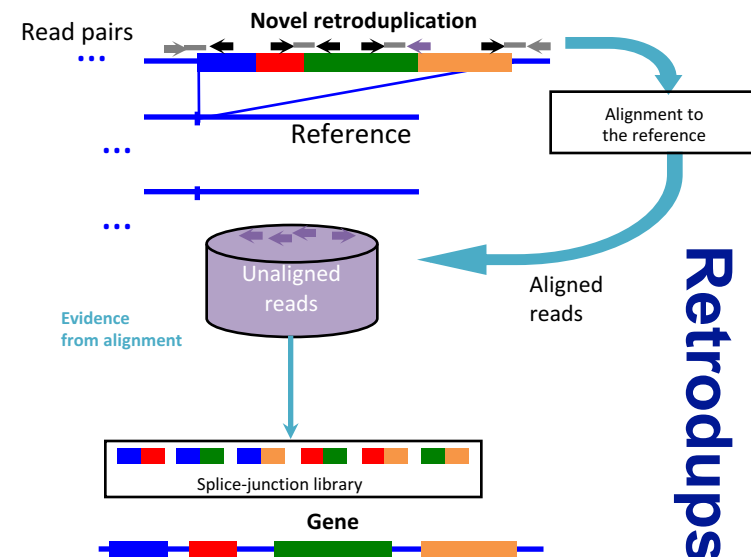 Novel retroduplication
Read pairs
...
Alignment to
the reference
Reference
...
...
Unaligned
reads
Aligned
reads
Evidence
from alignment
Splice-junction library
Gene
Retrodups